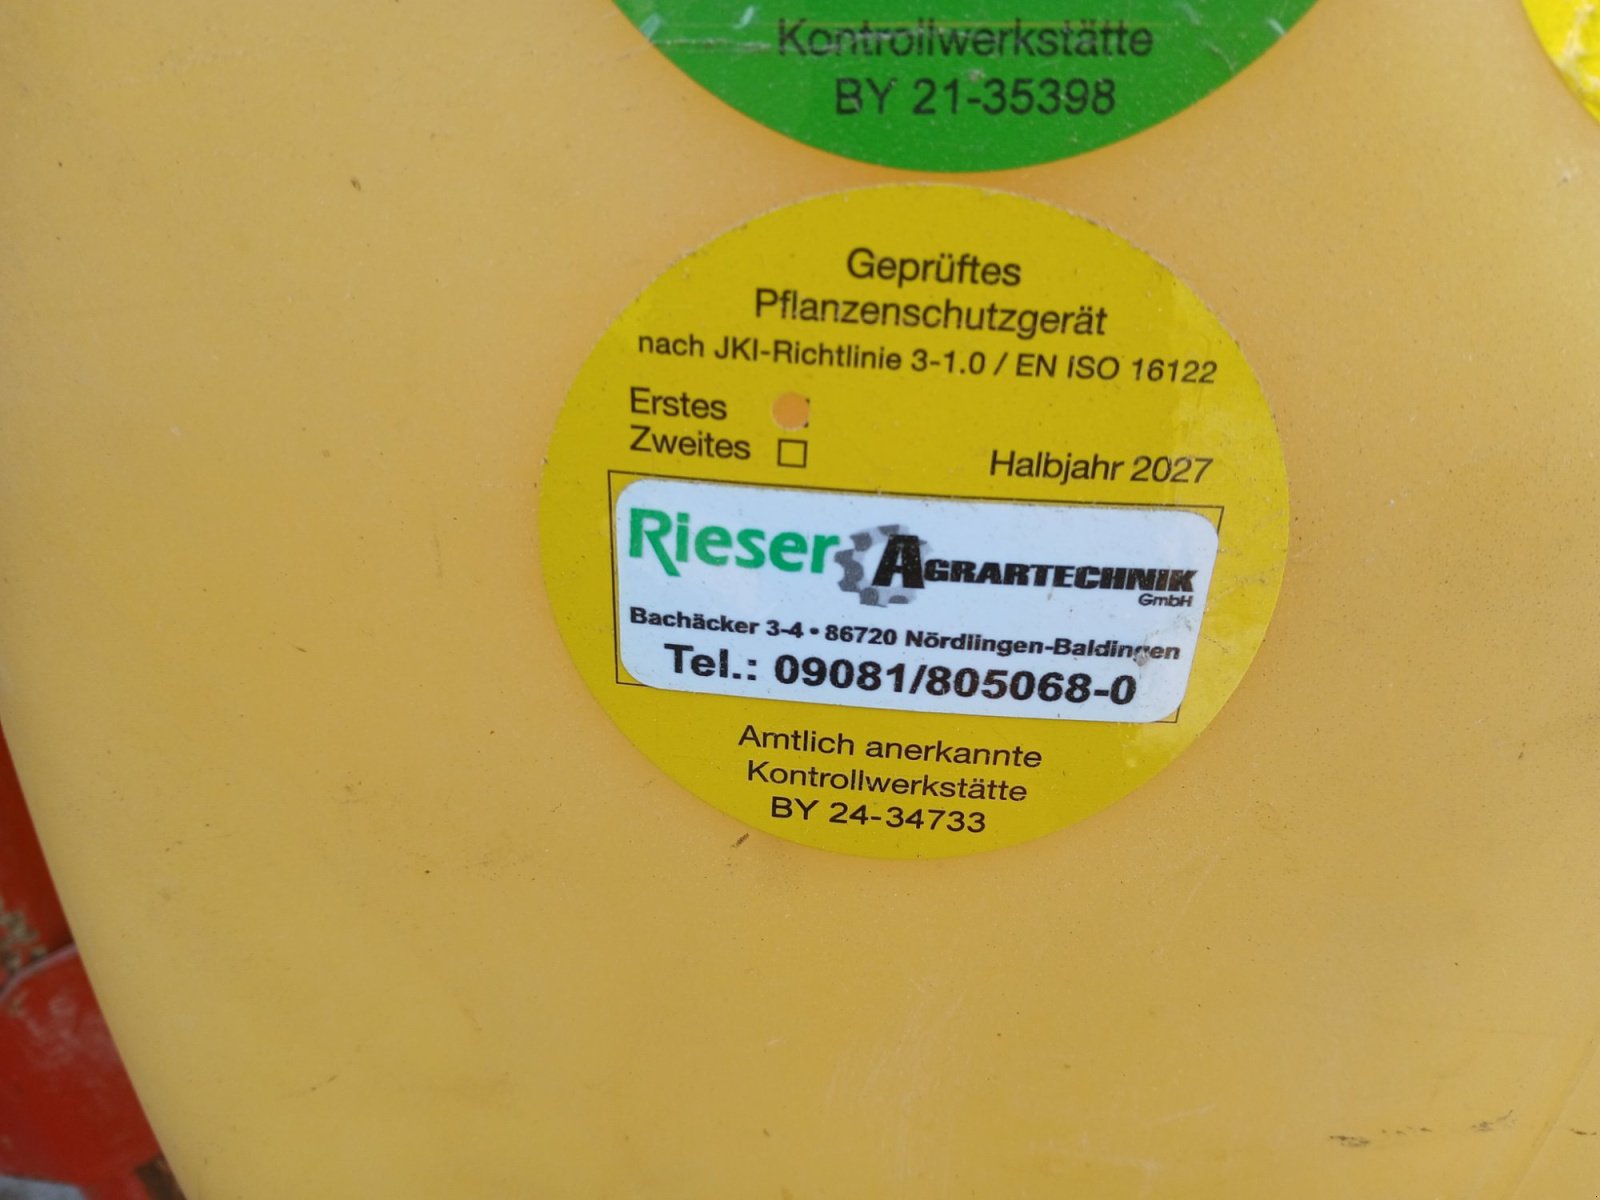 Kontrollwerkstätte
BY 21-35398
Geprüftes
Pflanzenschutzgerät
nach JKI-Richtlinie 3-1.0 / EN ISO 16122
Erstes
Zweites
Halbjahr 2027
Rieser AGRARTECHNIK
GmbH
Bachäcker 3-4 • 86720 Nördlingen-Baldingen
Tel.: 09081/805068-0
Amtlich anerkannte
Kontrollwerkstätte
BY 24-34733